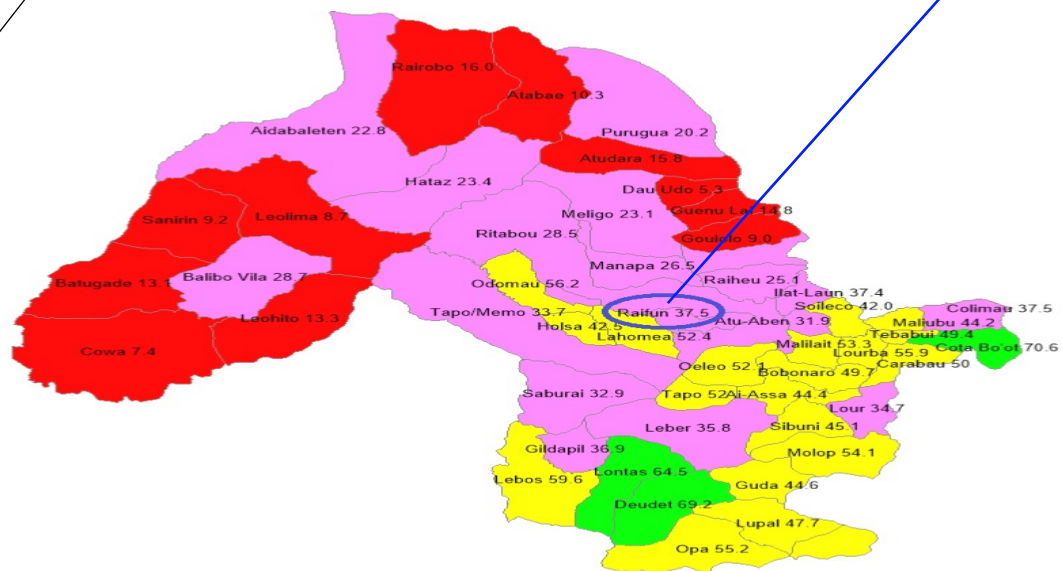 Rairobo 16.0
Atabae 10.3
Aidabaleten 22.8
Purugua 20.2
Atudara 15.8
Hataz 23.4
Dau Udo 5.3
Sanirin 9.2
Leolima 8.7
Meligo 23.1
Guenu Lai 14.8
Ritabou 28.5
Goulolo 9.0
Manapa 26.5
Batugade 13.1
Balibo Vila 28.7
Raiheu 25.1
Odomau 56.2
Ilat-Laun 37.4
Soileco 42.0
Colimau 37.5
Tapo/Memo 33.7
Raifun 37.5
Leohito 13.3
Holsa 42.5
Atu-Aben 31.9
Maliubu 44.2
Lahomea 52.4
Tebabui 49.4
Malilait 53.3
Cota Bo'ot 70.6
Cowa 7.4
Lourba 55.9
Oeleo 52.1
Carabau 50
Bobonaro 49.7
Saburai 32.9
Tapo 52
Ai-Assa 44.4
Lour 34.7
Leber 35.8
Sibuni 45.1
Gildapil 36.9
Molop 54.1
Lontas 64.5
Lebos 59.6
Guda 44.6
Deudet 69.2
Lupal 47.7
Opa 55.2